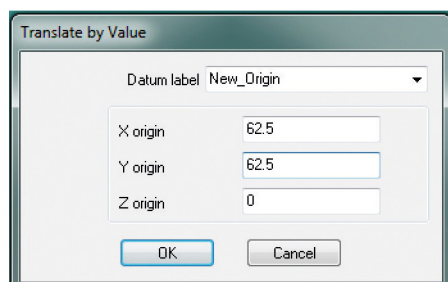 Translate by Value
Datum label New_Origin
X origin 62.5
Y origin 62.5
Z origin 0
OK Cancel